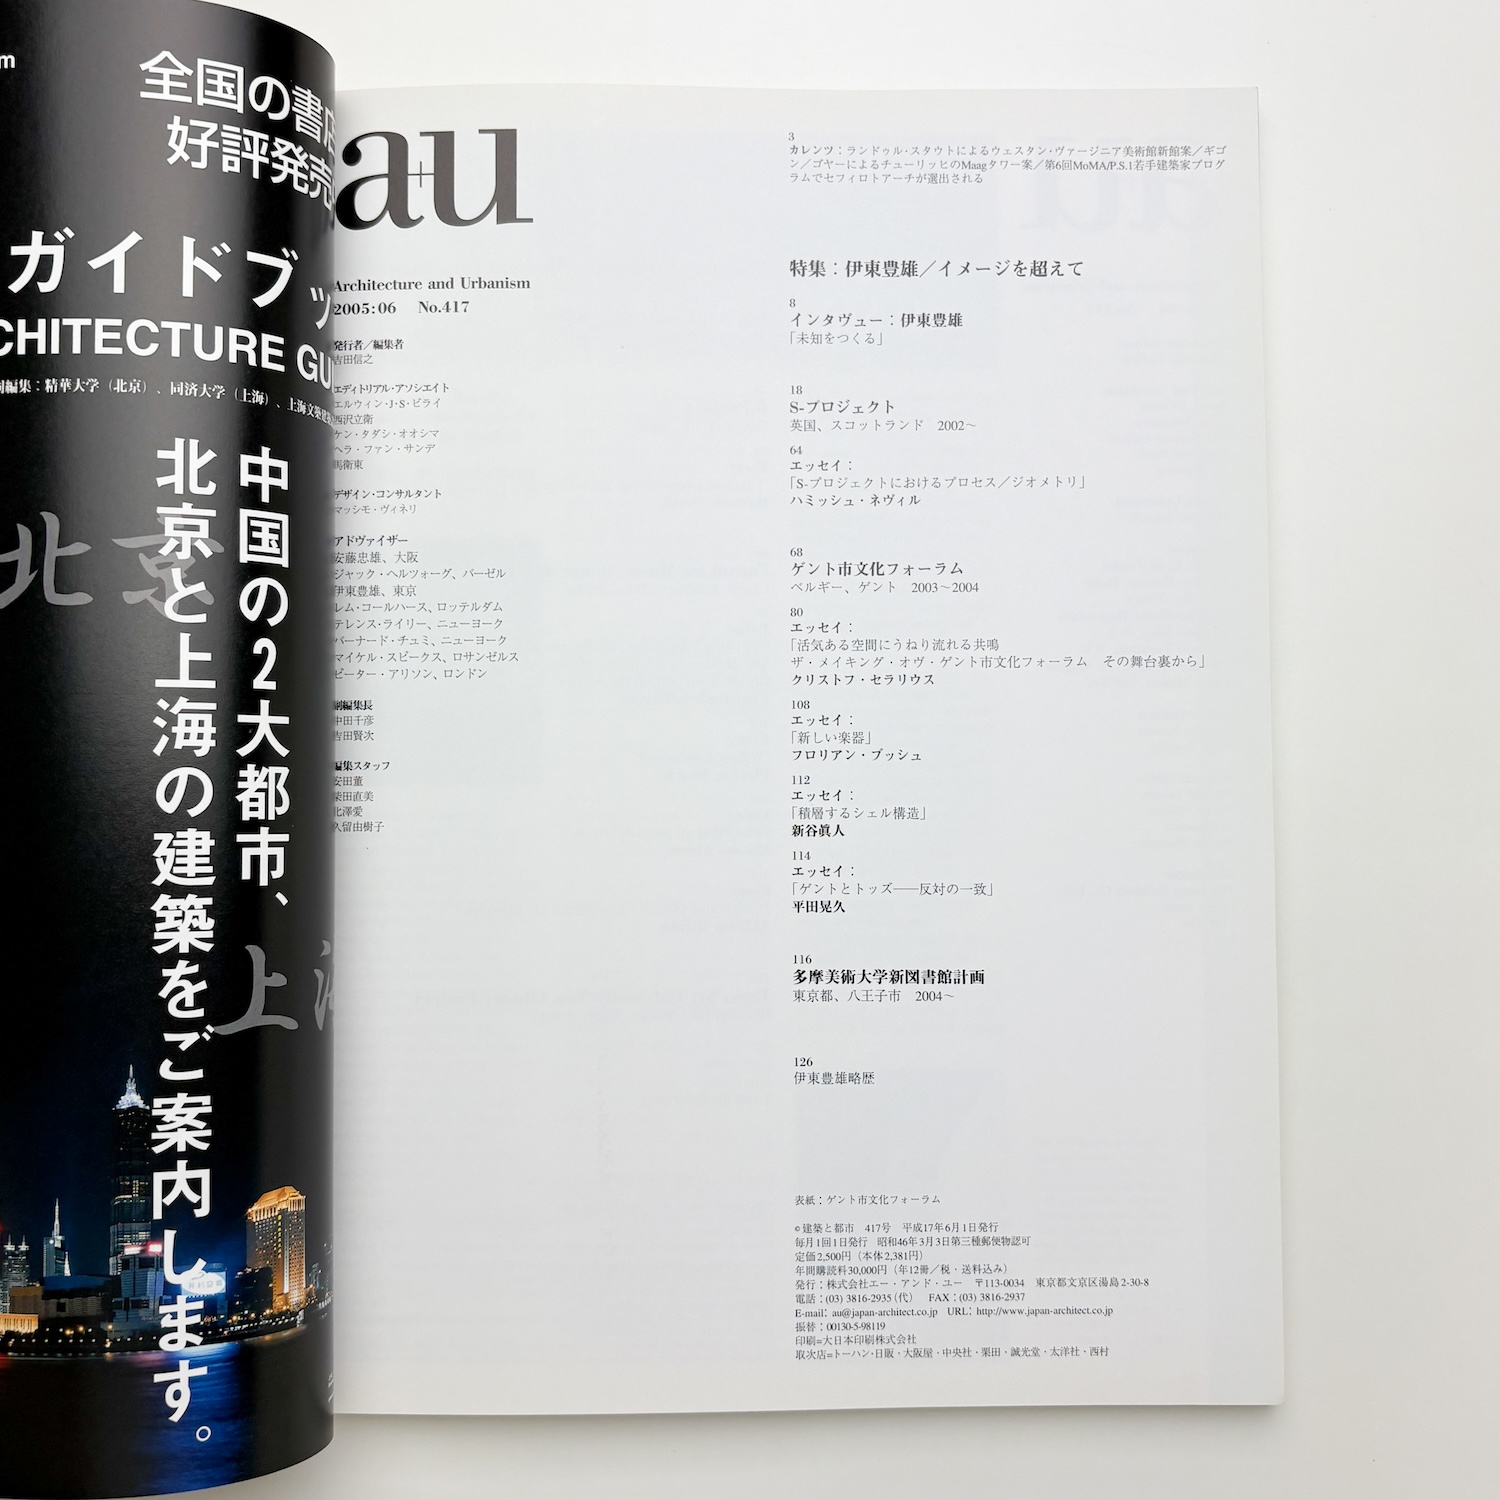 m
全国の書店
好評発売
ガイドブッ
CHITECTURE GU
編集：精華大学（北京）、同済大学（上海）、上海文築建築
中国の2大都市、
北京と上海の建築をご案内します。
北京
上海
a+u
Architecture and Urbanism
2005:06 No.417
発行者／編集者
吉田信之
エディトリアル・アソシエイト
エルウィン・J・S・ビライ
西沢立衛
ケン・タダシ・オオシマ
ヘラ・ファン・サンデ
馬衛東
デザイン・コンサルタント
マッシモ・ヴィネリ
アドヴァイザー
安藤忠雄、大阪
ジャック・ヘルツォーグ、バーゼル
伊東豊雄、東京
レム・コールハース、ロッテルダム
テレンス・ライリー、ニューヨーク
バーナード・チュミ、ニューヨーク
マイケル・スピークス、ロサンゼルス
ピーター・アリソン、ロンドン
副編集長
中田千彦
吉田賢次
編集スタッフ
安田菫
柴田直美
北澤愛
久留由樹子
3
カレンツ：ランドゥル・スタウトによるウェスタン・ヴァージニア美術館新館案／ギゴ
ン／ゴヤーによるチューリッヒのMaagタワー案／第6回MoMA/P.S.1若手建築家プログ
ラムでセフィロトアーチが選出される
特集：伊東豊雄／イメージを超えて
8
インタヴュー：伊東豊雄
「未知をつくる」
18
S-プロジェクト
英国、スコットランド　2002～
64
エッセイ：
「S-プロジェクトにおけるプロセス／ジオメトリ」
ハミッシュ・ネヴィル
68
ゲント市文化フォーラム
ベルギー、ゲント　2003～2004
80
エッセイ：
「活気ある空間にうねり流れる共鳴
ザ・メイキング・オヴ・ゲント市文化フォーラム　その舞台裏から」
クリストフ・セラリウス
108
エッセイ：
「新しい楽器」
フロリアン・ブッシュ
112
エッセイ：
「積層するシェル構造」
新谷眞人
114
エッセイ：
「ゲントとトッズ——反対の一致」
平田晃久
116
多摩美術大学新図書館計画
東京都、八王子市　2004～
126
伊東豊雄略歴
表紙：ゲント市文化フォーラム
©建築と都市　417号　平成17年6月1日発行
毎月1回1日発行　昭和46年3月3日第三種郵便物認可
定価2,500円（本体2,381円）
年間購読料30,000円（年12冊／税・送料込み）
発行：株式会社エー・アンド・ユー　〒113-0034　東京都文京区湯島2-30-8
電話：(03) 3816-2935（代）　FAX：(03) 3816-2937
E-mail：au@japan-architect.co.jp　URL：http://www.japan-architect.co.jp
振替：00130-5-98119
印刷=大日本印刷株式会社
取次店=トーハン・日販・大阪屋・中央社・栗田・誠光堂・太洋社・西村